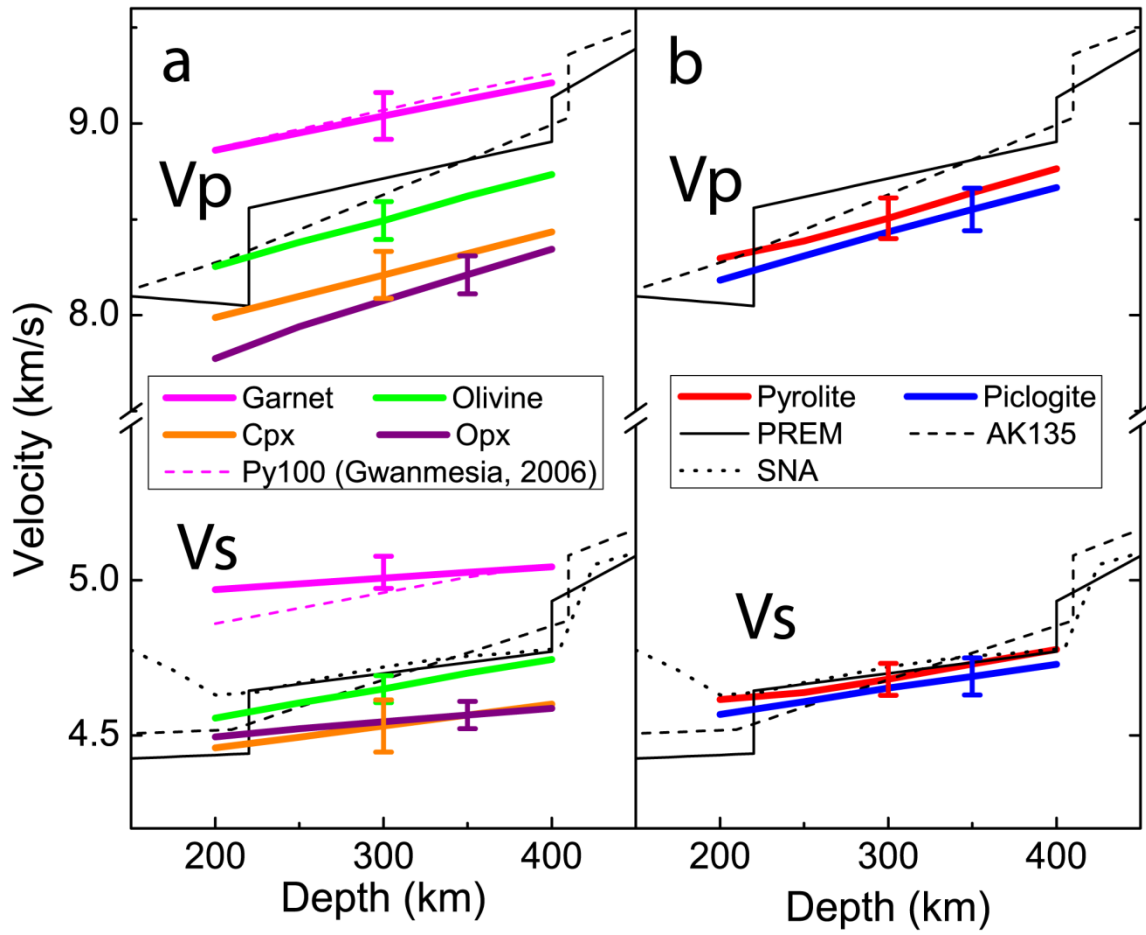 a
b
9.0
Vp
Vp
8.0
Garnet Olivine
Cpx Opx
Py100 (Gwanmesia, 2006)
Pyrolite Piclogite
PREM AK135
SNA
Velocity (km/s)
Vs
Vs
5.0
4.5
200 300 400 200 300 400
Depth (km) Depth (km)